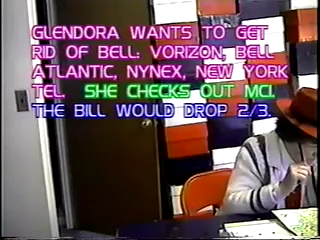 GLENDORA WANTS TO GET
RID OF BELL: VORIZON, BELL
ATLANTIC, NYNEX, NEW YORK
TEL. SHE CHECKS OUT MCI.
THE BILL WOULD DROP 2/3.